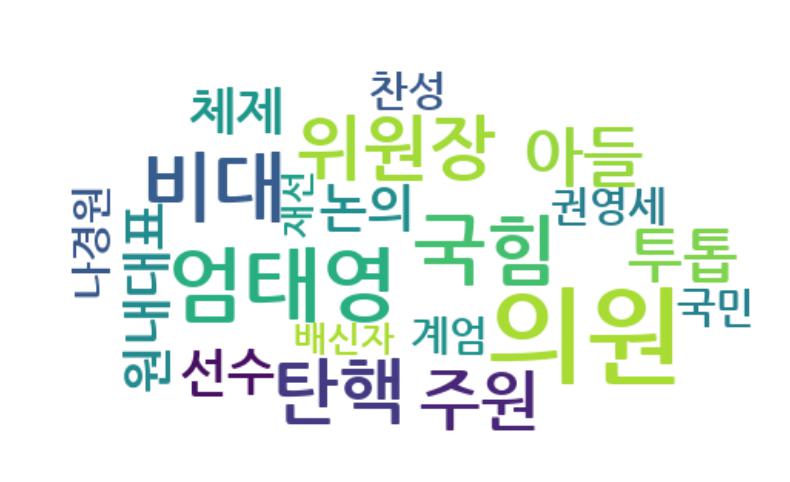 찬성
체제
위원장
아들
비대
재선
논의
권영세
나경원
원내대표
엄태영
국힘
투톱
의원
국민
배신자
계엄
선수
탄핵
주원